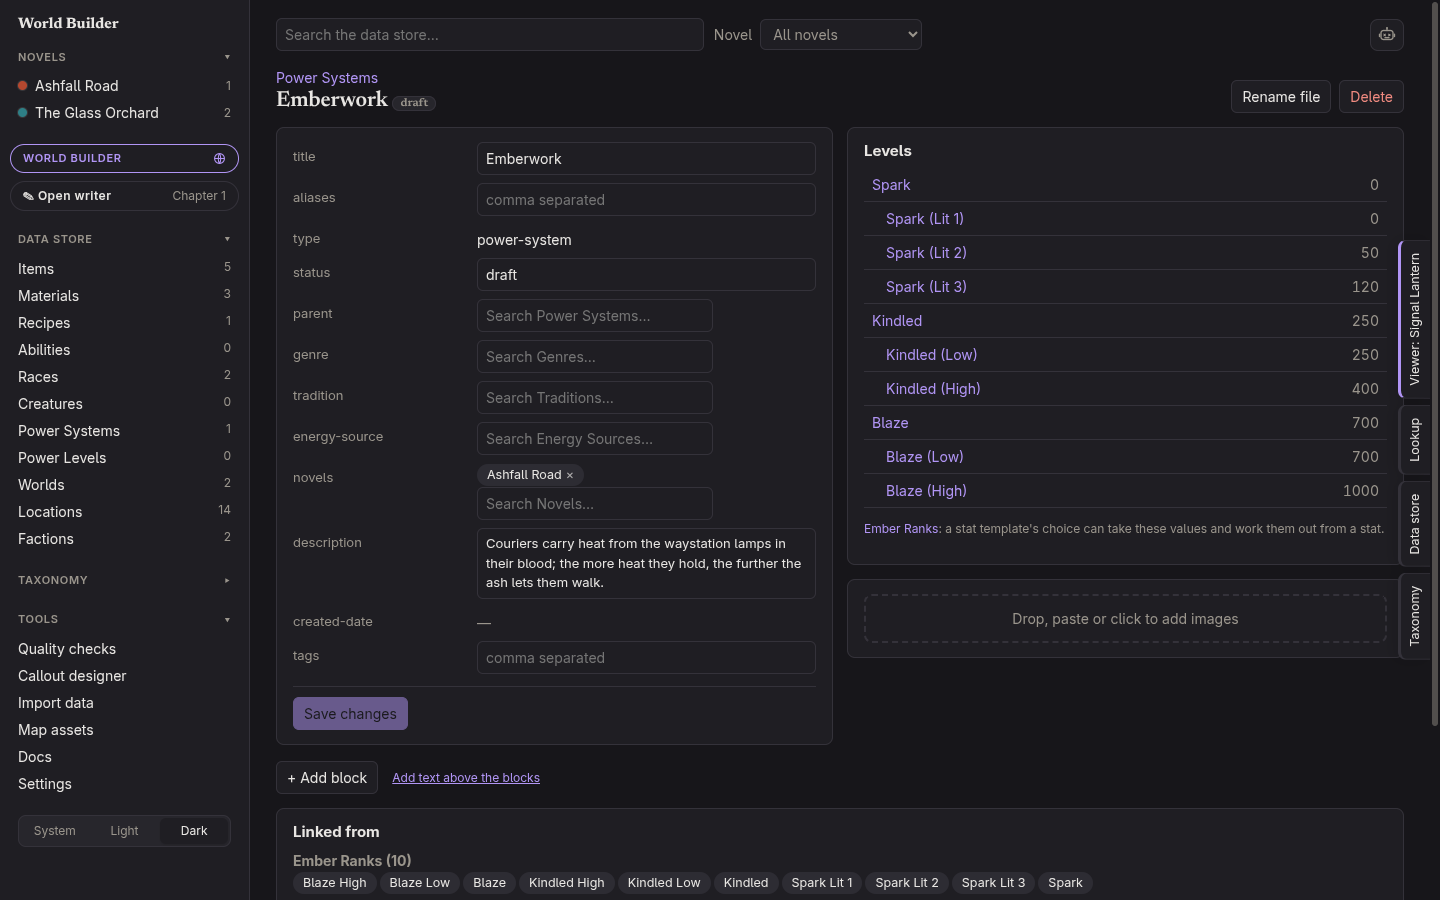 World Builder
NOVELS
Ashfall Road 1
The Glass Orchard 2
WORLD BUILDER
Open writer Chapter 1
DATA STORE
Items 5
Materials 3
Recipes 1
Abilities 0
Races 2
Creatures 0
Power Systems 1
Power Levels 0
Worlds 2
Locations 14
Factions 2
TAXONOMY
TOOLS
Quality checks
Callout designer
Import data
Map assets
Docs
Settings
System Light Dark
Search the data store... Novel All novels
Power Systems
Emberwork draft
Rename file Delete
title Emberwork
aliases comma separated
type power-system
status draft
parent Search Power Systems...
genre Search Genres...
tradition Search Traditions...
energy-source Search Energy Sources...
novels Ashfall Road ×
Search Novels...
description Couriers carry heat from the waystation lamps in
their blood; the more heat they hold, the further the
ash lets them walk.
created-date —
tags comma separated
Save changes
Levels
Spark 0
Spark (Lit 1) 0
Spark (Lit 2) 50
Spark (Lit 3) 120
Kindled 250
Kindled (Low) 250
Kindled (High) 400
Blaze 700
Blaze (Low) 700
Blaze (High) 1000
Ember Ranks: a stat template's choice can take these values and work them out from a stat.
Drop, paste or click to add images
Viewer: Signal Lantern
Lookup
Data store
Taxonomy
+ Add block Add text above the blocks
Linked from
Ember Ranks (10)
Blaze High Blaze Low Blaze Kindled High Kindled Low Kindled Spark Lit 1 Spark Lit 2 Spark Lit 3 Spark